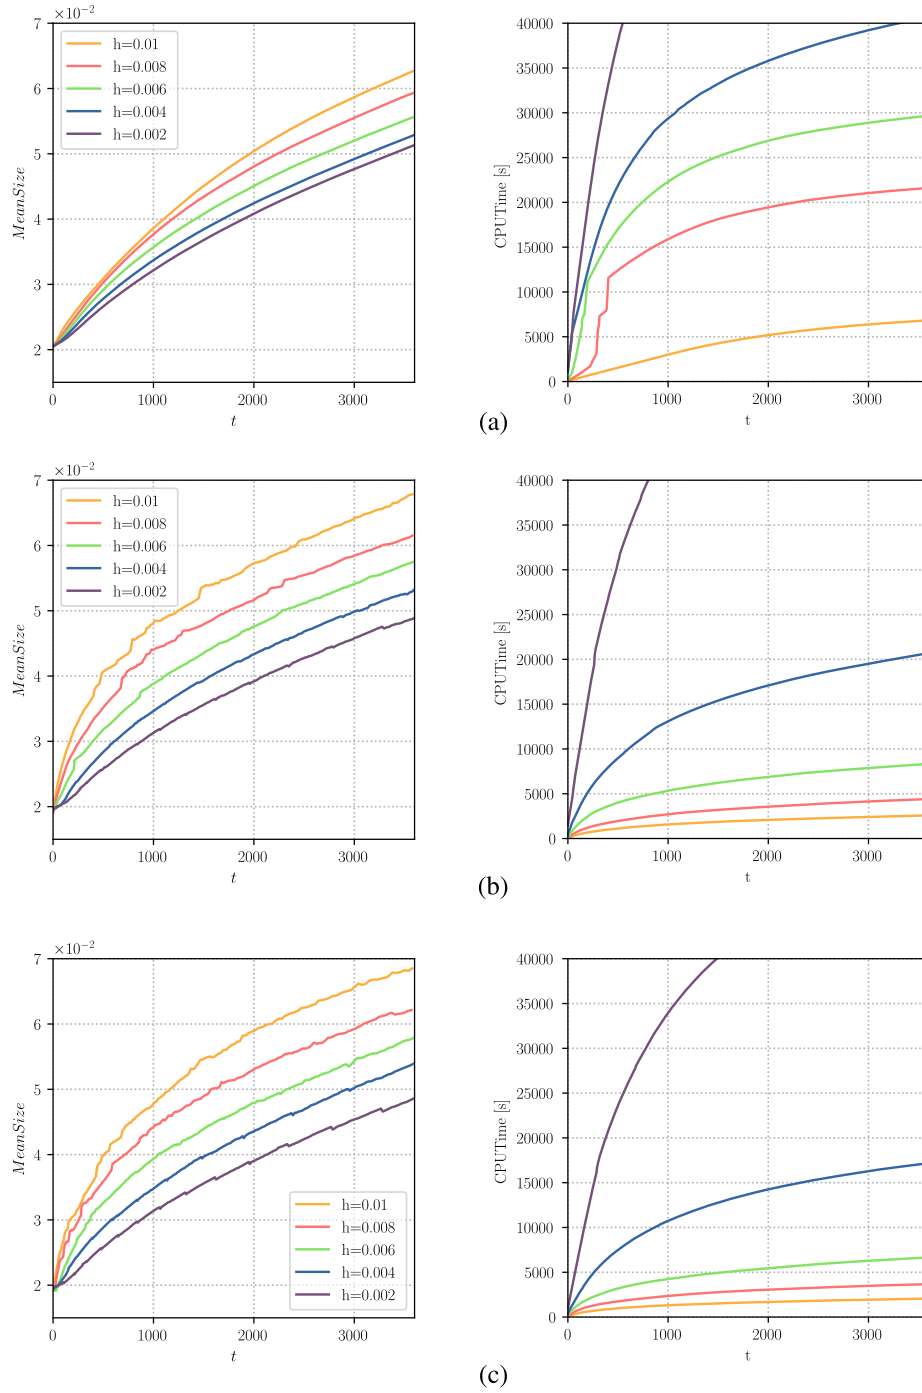 ×10⁻²
7
6
5
4
3
2
MeanSize
h=0.01
h=0.008
h=0.006
h=0.004
h=0.002
0 1000 2000 3000
t
40000
35000
30000
25000
20000
15000
10000
5000
0
CPUTime [s]
0 1000 2000 3000
t
(a)
×10⁻²
7
6
5
4
3
2
MeanSize
h=0.01
h=0.008
h=0.006
h=0.004
h=0.002
0 1000 2000 3000
t
40000
35000
30000
25000
20000
15000
10000
5000
0
CPUTime [s]
0 1000 2000 3000
t
(b)
×10⁻²
7
6
5
4
3
2
MeanSize
h=0.01
h=0.008
h=0.006
h=0.004
h=0.002
0 1000 2000 3000
t
40000
35000
30000
25000
20000
15000
10000
5000
0
CPUTime [s]
0 1000 2000 3000
t
(c)